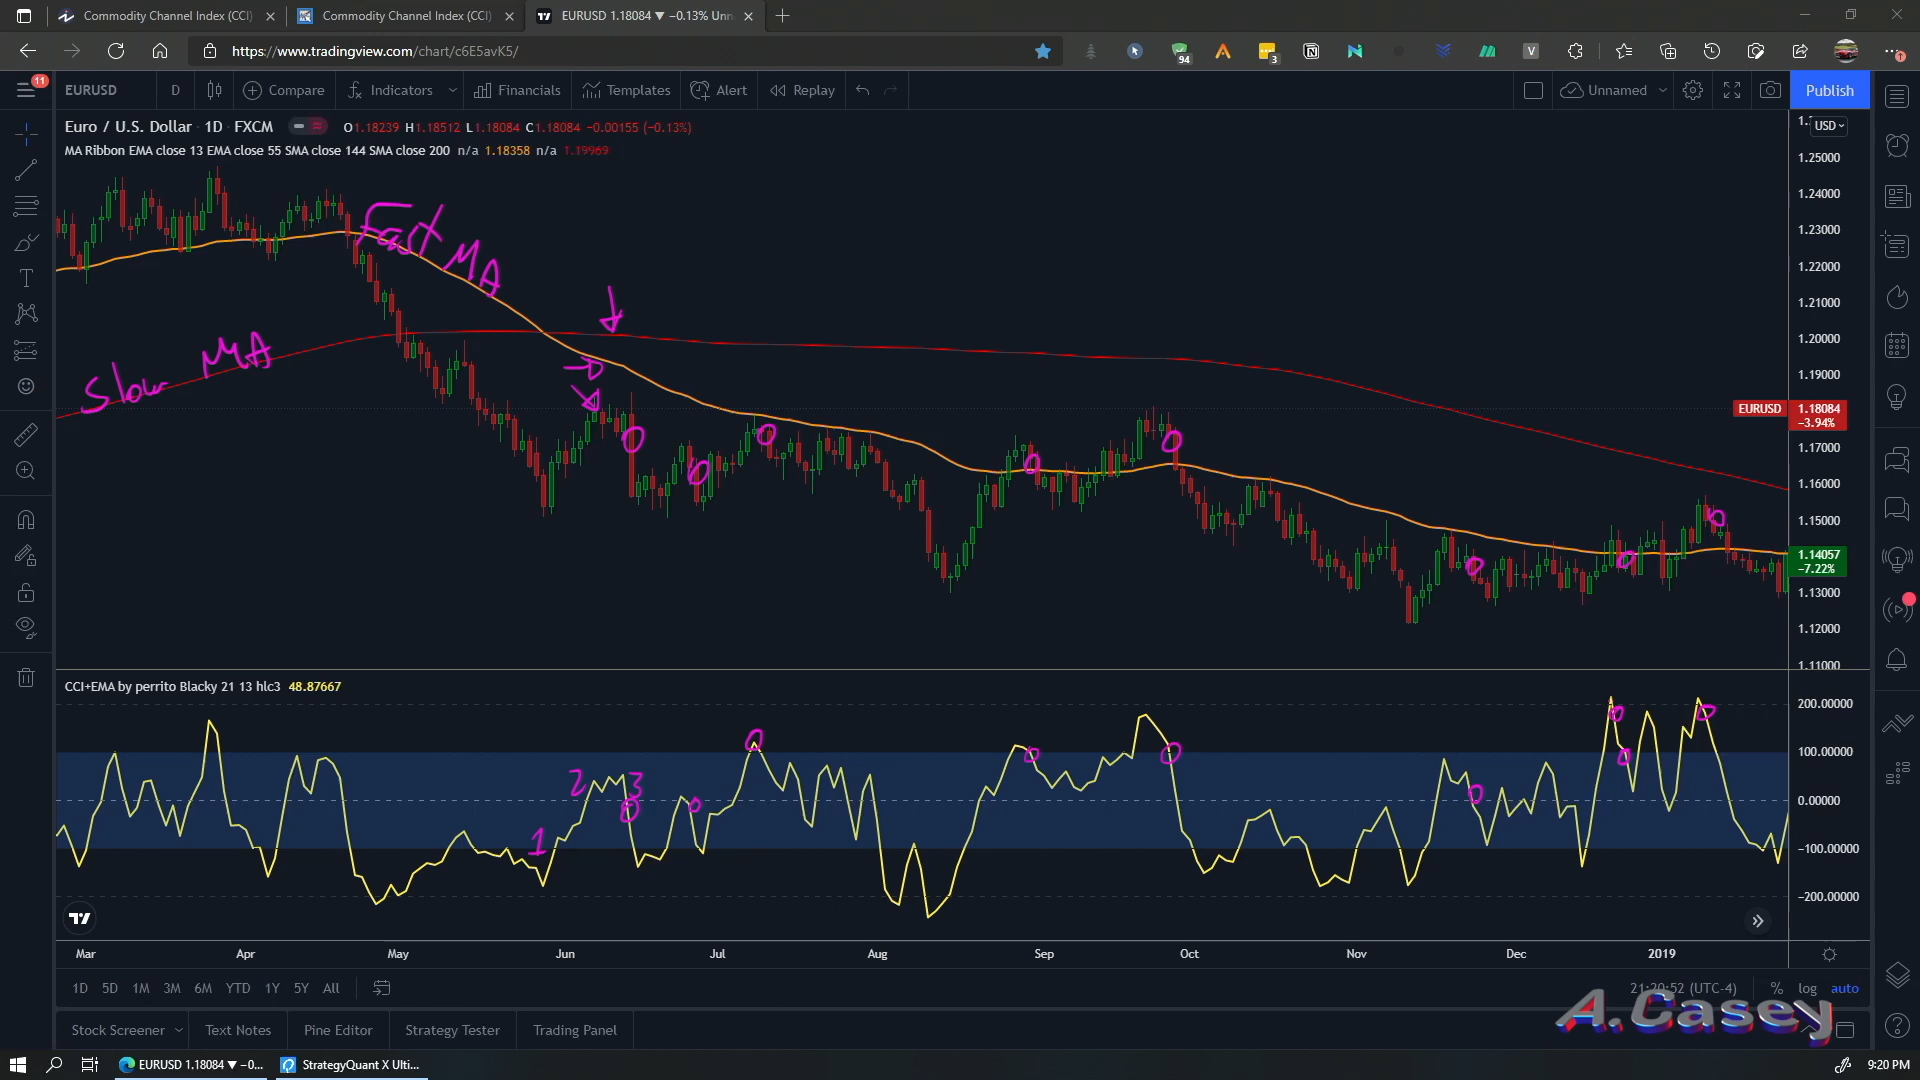 Commodity Channel Index (CCI)
Commodity Channel Index (CCI)
EURUSD 1.18084 ▼ −0.13% Unn
https://www.tradingview.com/chart/c6E5avK5/
94
3
V
1
11
EURUSD
D
Compare
Indicators
Financials
Templates
Alert
Replay
Unnamed
Publish
Euro / U.S. Dollar · 1D · FXCM
O1.18239 H1.18512 L1.18084 C1.18084 −0.00155 (−0.13%)
USD
MA Ribbon EMA close 13 EMA close 55 SMA close 144 SMA close 200 n/a 1.18358 n/a 1.19969
1.25000
1.24000
1.23000
1.22000
1.21000
1.20000
1.19000
EURUSD 1.18084
−3.94%
1.17000
1.16000
1.15000
1.14057
−7.22%
1.13000
1.12000
1.11000
Fast MA
Slow MA
CCI+EMA by perrito Blacky 21 13 hlc3 48.87667
200.00000
100.00000
0.00000
−100.00000
−200.00000
1
2
3
Mar Apr May Jun Jul Aug Sep Oct Nov Dec 2019
1D 5D 1M 3M 6M YTD 1Y 5Y All
21:20:52 (UTC-4) % log auto
A.Casey
Stock Screener Text Notes Pine Editor Strategy Tester Trading Panel
EURUSD 1.18084 ▼ −0...
StrategyQuant X Ulti...
9:20 PM